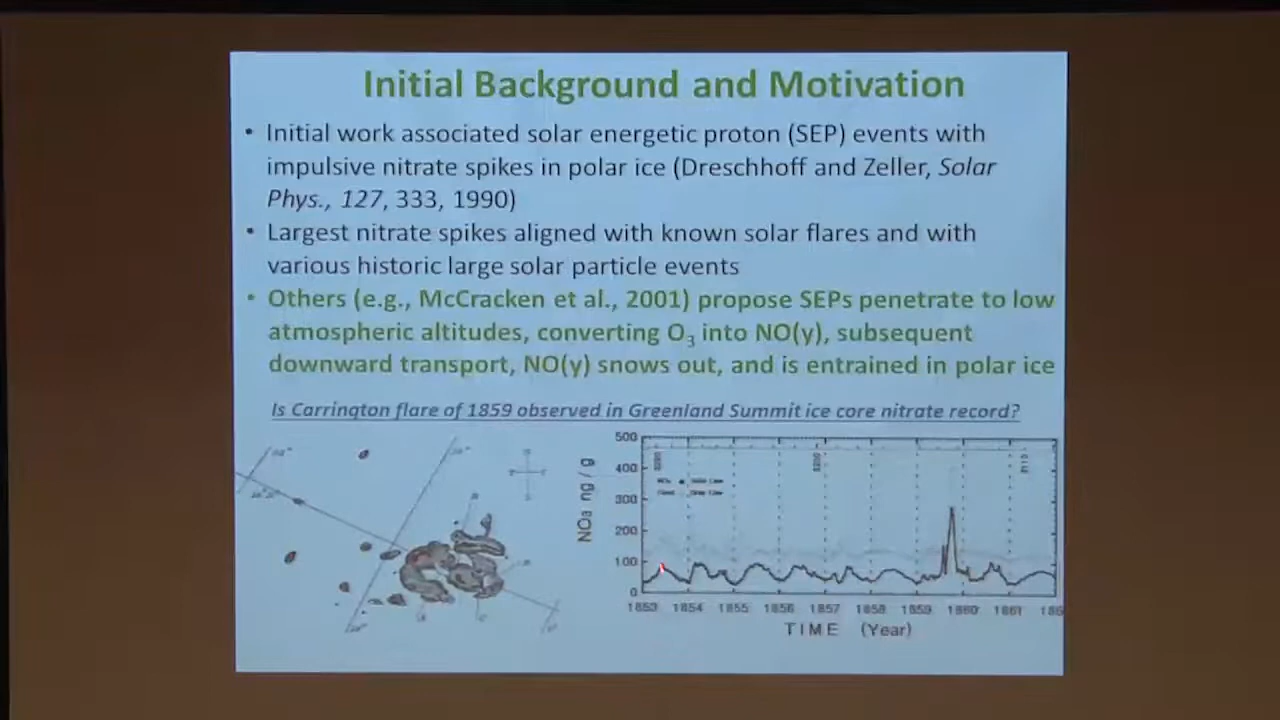 Initial Background and Motivation
• Initial work associated solar energetic proton (SEP) events with
impulsive nitrate spikes in polar ice (Dreschhoff and Zeller, Solar
Phys., 127, 333, 1990)
• Largest nitrate spikes aligned with known solar flares and with
various historic large solar particle events
• Others (e.g., McCracken et al., 2001) propose SEPs penetrate to low
atmospheric altitudes, converting O₃ into NO(y), subsequent
downward transport, NO(y) snows out, and is entrained in polar ice
Is Carrington flare of 1859 observed in Greenland Summit ice core nitrate record?
500
400
300
200
100
0
NO₃ ng / g
1853 1854 1855 1856 1857 1858 1859 1860 1861
TIME (Year)